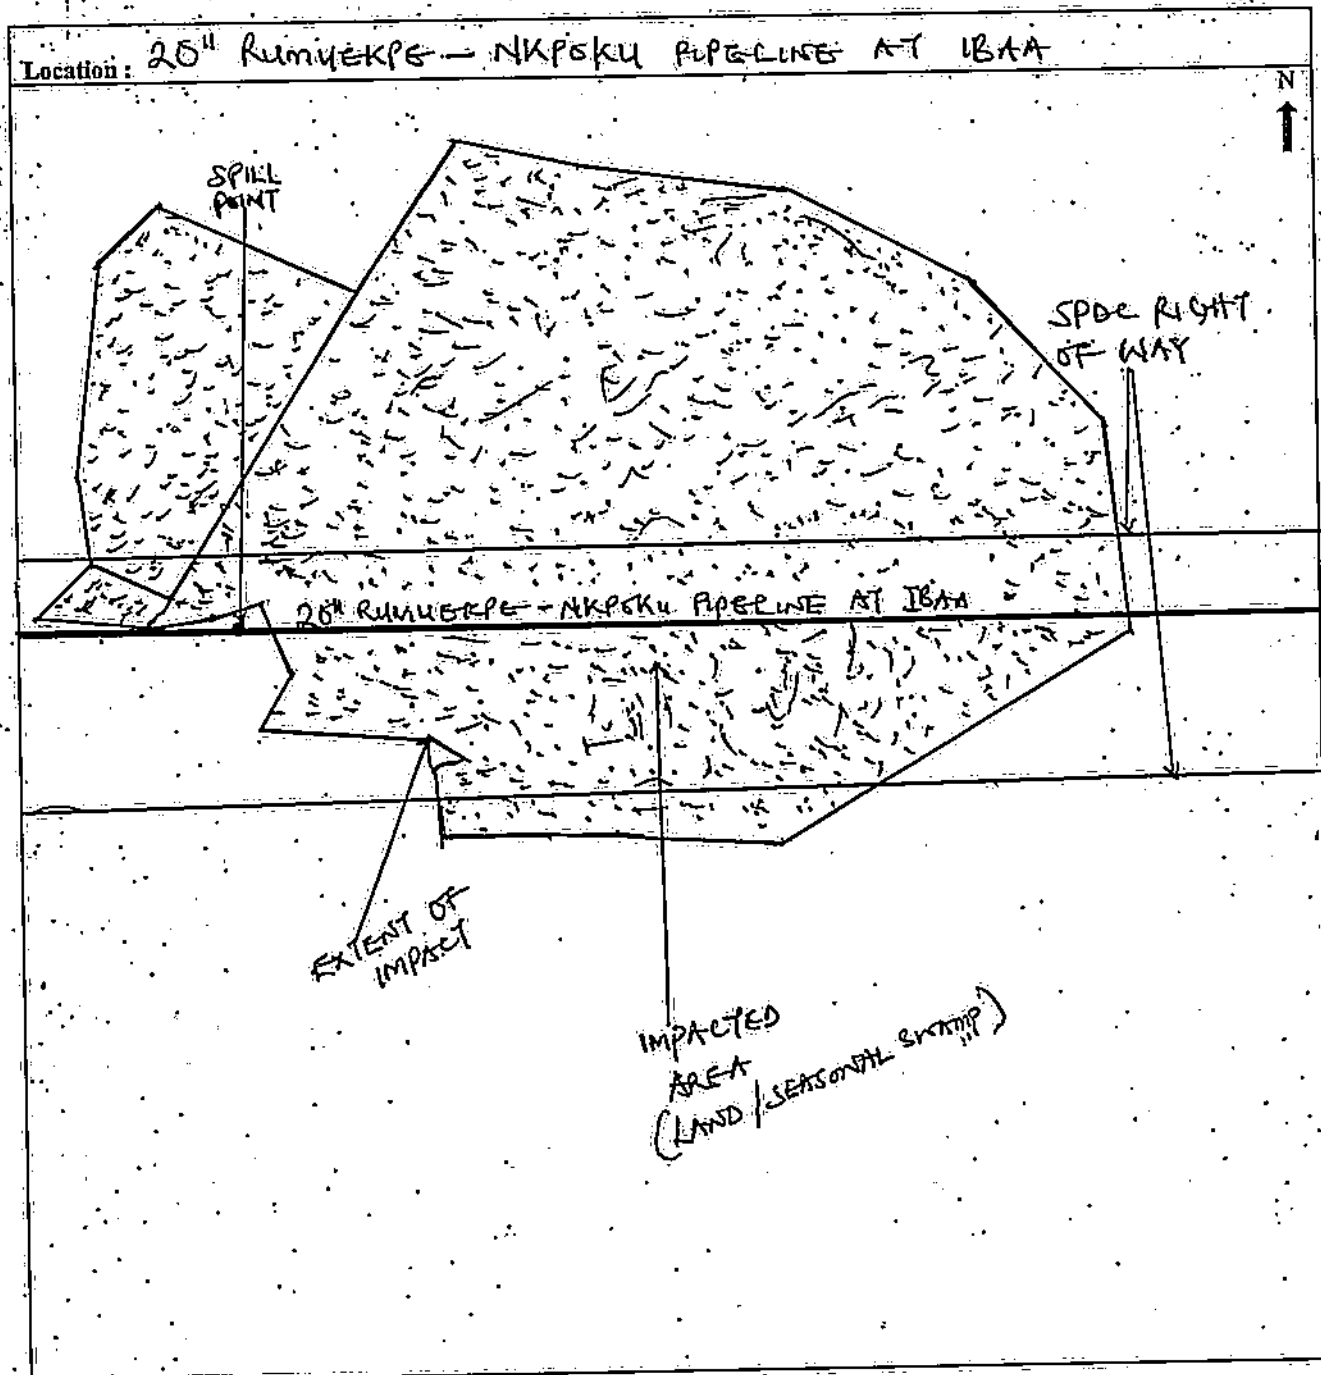 Location: 20" RUMUEKPE - NKPOKU PIPELINE AT IBAA
N
SPILL
POINT
SPDC RIGHT
OF WAY
20" RUMUEKPE - NKPOKU PIPELINE AT IBAA
EXTENT OF
IMPACT
IMPACTED
AREA
(LAND/SEASONAL SWAMP)